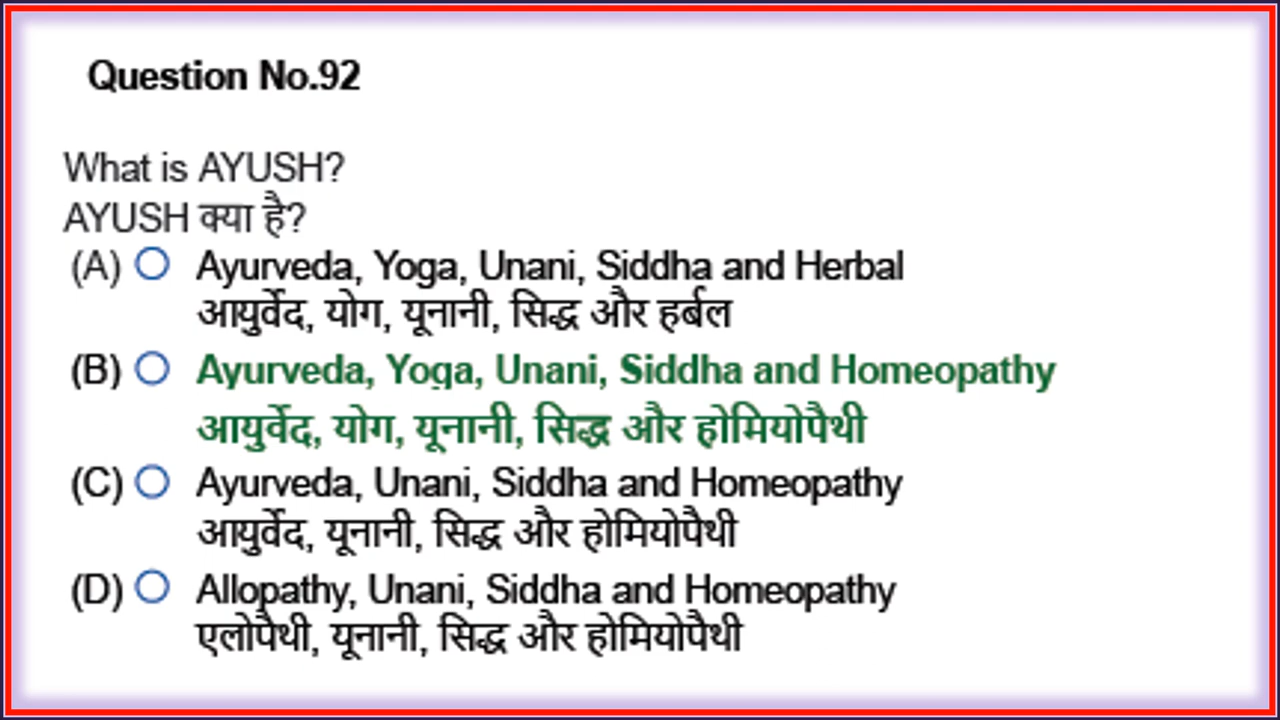 Question No.92
What is AYUSH?
AYUSH क्या है?
(A) Ayurveda, Yoga, Unani, Siddha and Herbal
आयुर्वेद, योग, यूनानी, सिद्ध और हर्बल
(B) Ayurveda, Yoga, Unani, Siddha and Homeopathy
आयुर्वेद, योग, यूनानी, सिद्ध और होमियोपैथी
(C) Ayurveda, Unani, Siddha and Homeopathy
आयुर्वेद, यूनानी, सिद्ध और होमियोपैथी
(D) Allopathy, Unani, Siddha and Homeopathy
एलोपैथी, यूनानी, सिद्ध और होमियोपैथी